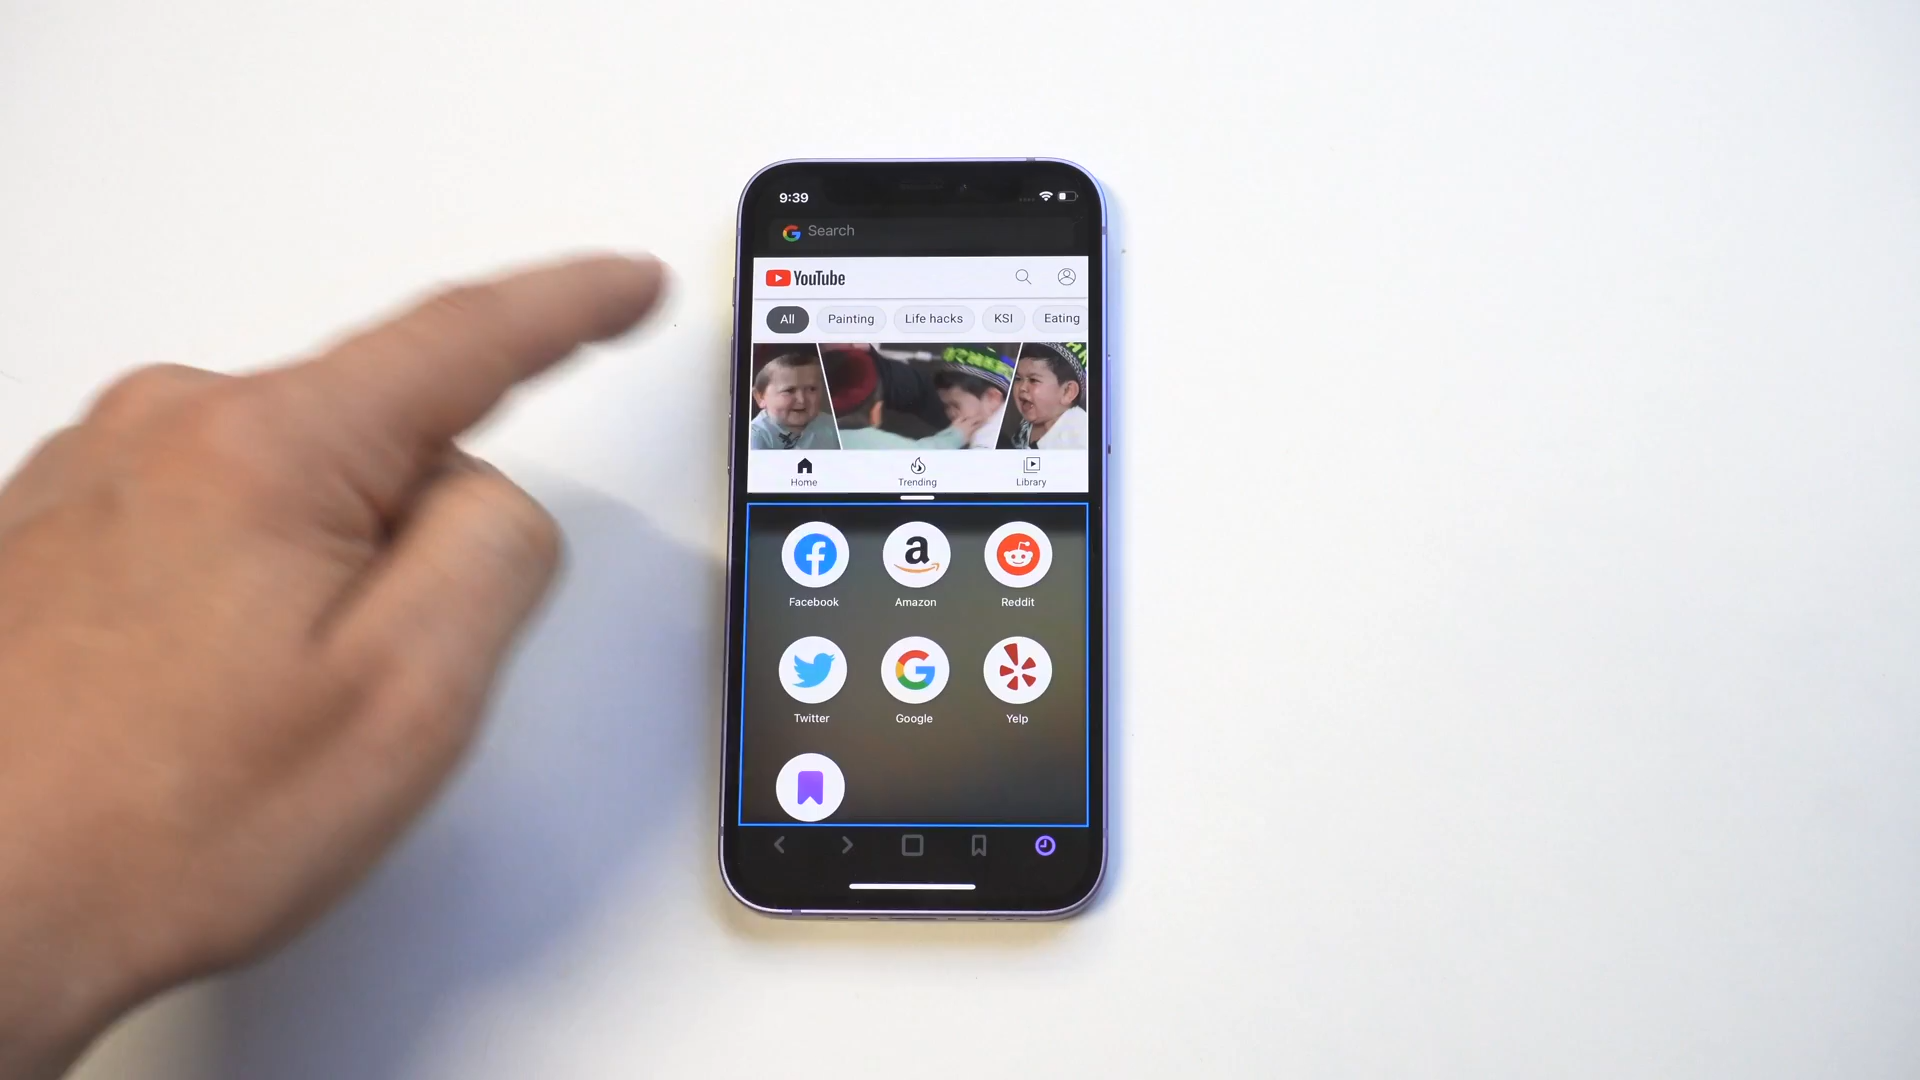 9:39
Search
YouTube
All Painting Life hacks KSI Eating
Home Trending Library
Facebook Amazon Reddit
Twitter Google Yelp